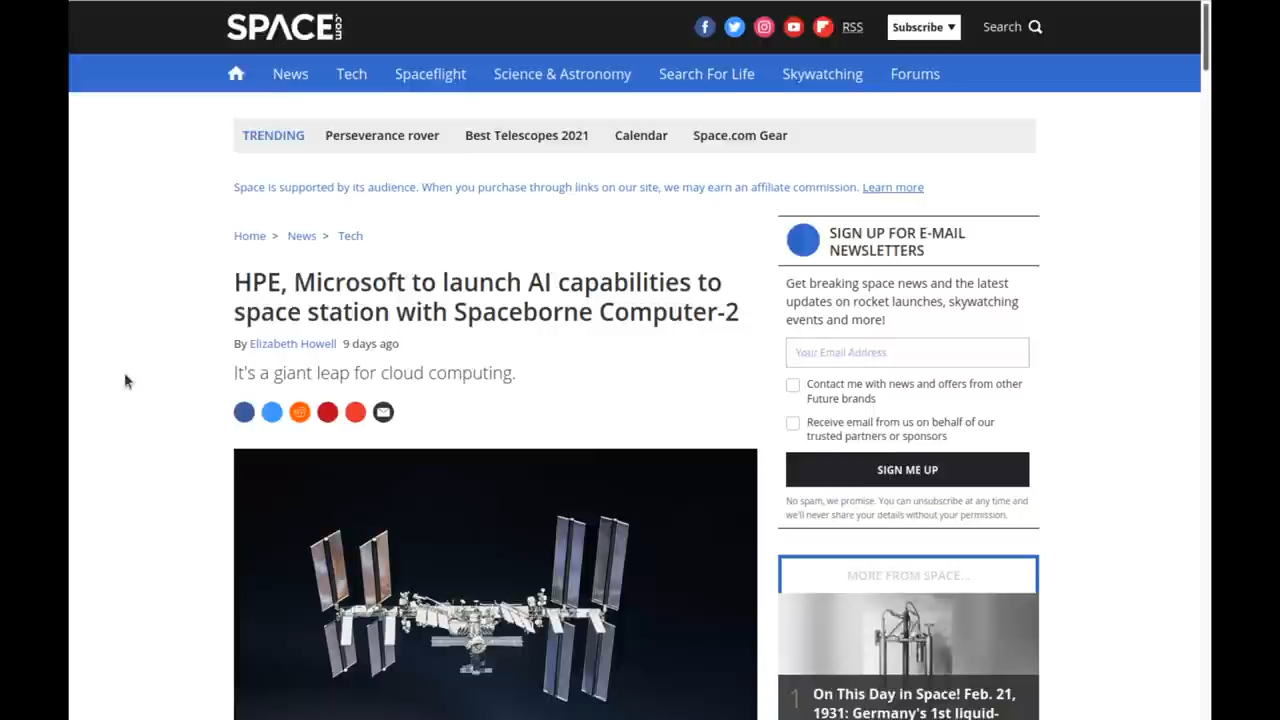 SPACE.com
RSS
Subscribe ▼
Search
News
Tech
Spaceflight
Science & Astronomy
Search For Life
Skywatching
Forums
TRENDING
Perseverance rover
Best Telescopes 2021
Calendar
Space.com Gear
Space is supported by its audience. When you purchase through links on our site, we may earn an affiliate commission. Learn more
Home > News > Tech
HPE, Microsoft to launch AI capabilities to
space station with Spaceborne Computer-2
By Elizabeth Howell 9 days ago
It's a giant leap for cloud computing.
SIGN UP FOR E-MAIL
NEWSLETTERS
Get breaking space news and the latest
updates on rocket launches, skywatching
events and more!
Your Email Address
Contact me with news and offers from other
Future brands
Receive email from us on behalf of our
trusted partners or sponsors
SIGN ME UP
No spam, we promise. You can unsubscribe at any time and
we'll never share your details without your permission.
MORE FROM SPACE...
1
On This Day in Space! Feb. 21,
1931: Germany's 1st liquid-